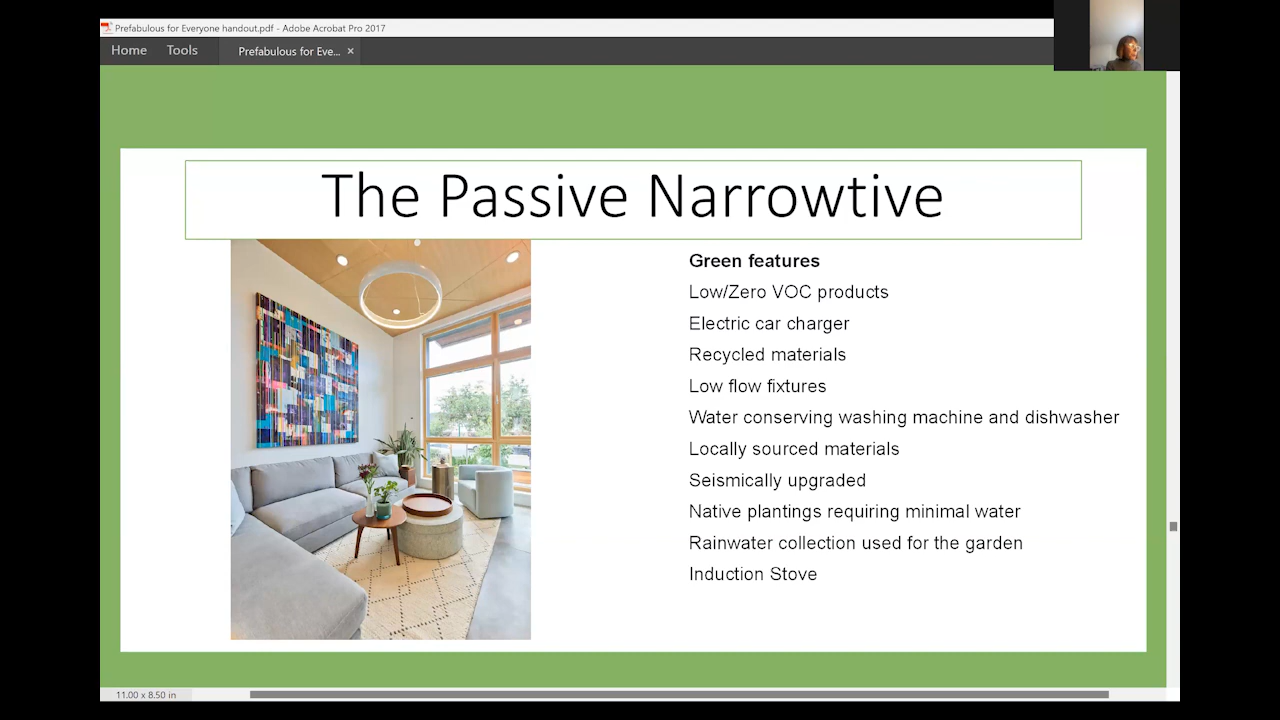 Prefabulous for Everyone handout.pdf - Adobe Acrobat Pro 2017
Home Tools Prefabulous for Eve... ×
The Passive Narrowtive
Green features
Low/Zero VOC products
Electric car charger
Recycled materials
Low flow fixtures
Water conserving washing machine and dishwasher
Locally sourced materials
Seismically upgraded
Native plantings requiring minimal water
Rainwater collection used for the garden
Induction Stove
11.00 x 8.50 in